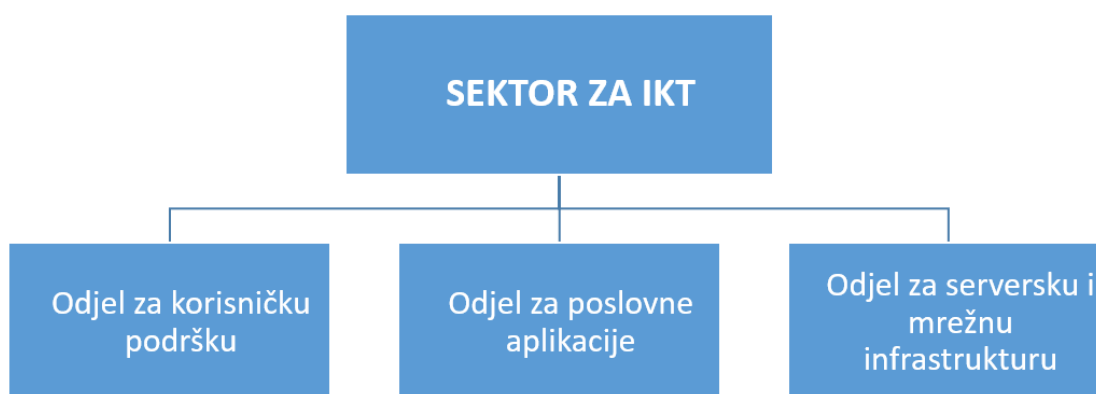 SEKTOR ZA IKT
Odjel za korisničku
podršku
Odjel za poslovne
aplikacije
Odjel za serversku i
mrežnu
infrastrukturu